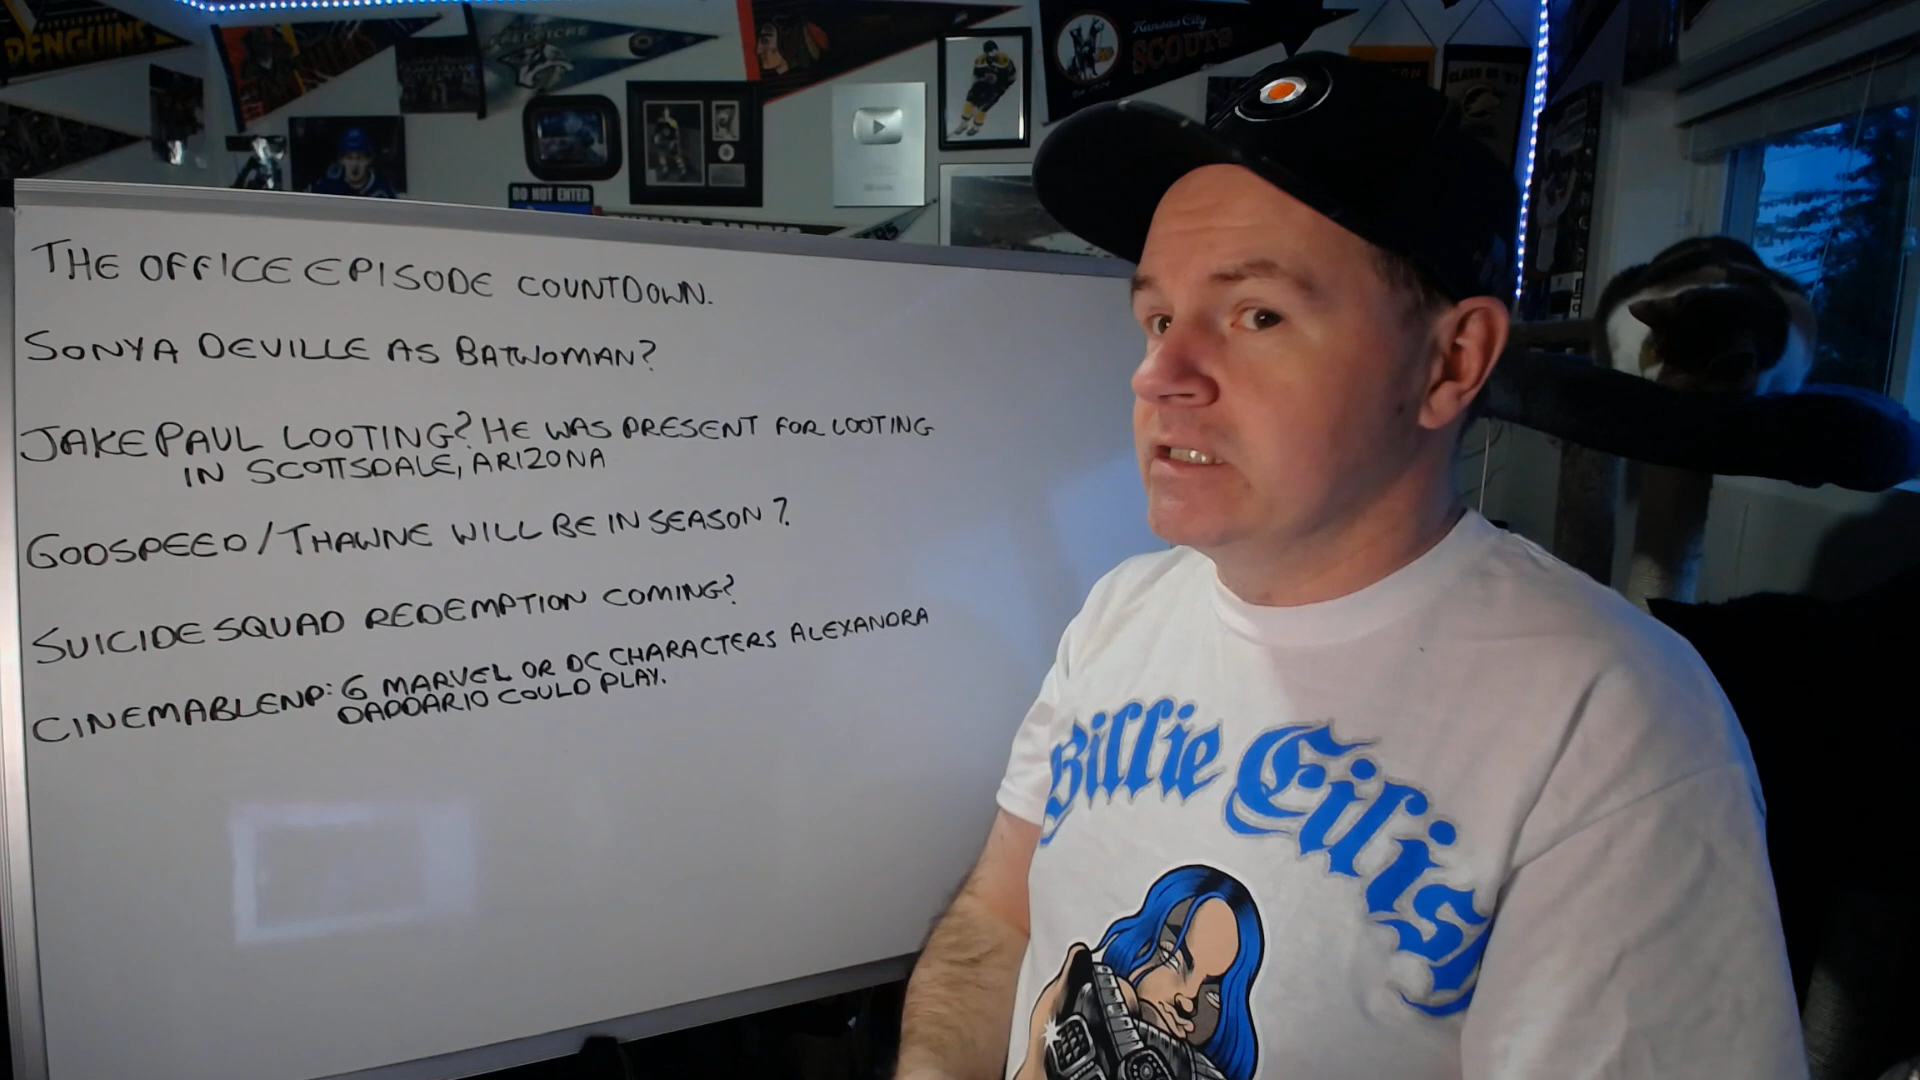 PENGUINS
Kansas City
SCOUTS
DO NOT ENTER
THE OFFICE EPISODE COUNTDOWN.
SONYA DEVILLE AS BATWOMAN?
JAKE PAUL LOOTING? HE WAS PRESENT FOR LOOTING
IN SCOTTSDALE, ARIZONA
GODSPEED/THAWNE WILL BE IN SEASON 7.
SUICIDE SQUAD REDEMPTION COMING?
CINEMABLEND: 6 MARVEL OR DC CHARACTERS ALEXANDRA
DADDARIO COULD PLAY.
Billie Eilish